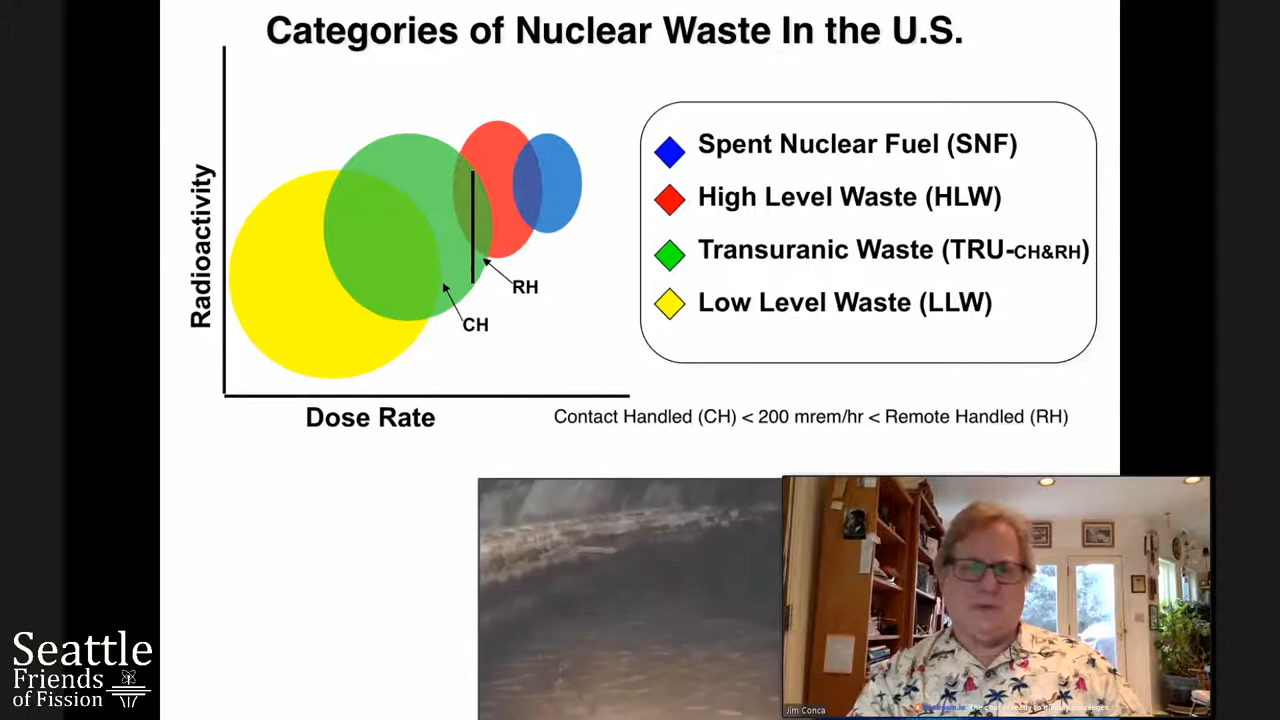 Categories of Nuclear Waste In the U.S.
Radioactivity
RH
CH
Dose Rate
Spent Nuclear Fuel (SNF)
High Level Waste (HLW)
Transuranic Waste (TRU-CH&RH)
Low Level Waste (LLW)
Contact Handled (CH) < 200 mrem/hr < Remote Handled (RH)
Seattle
Friends
of Fission
Jim Conca